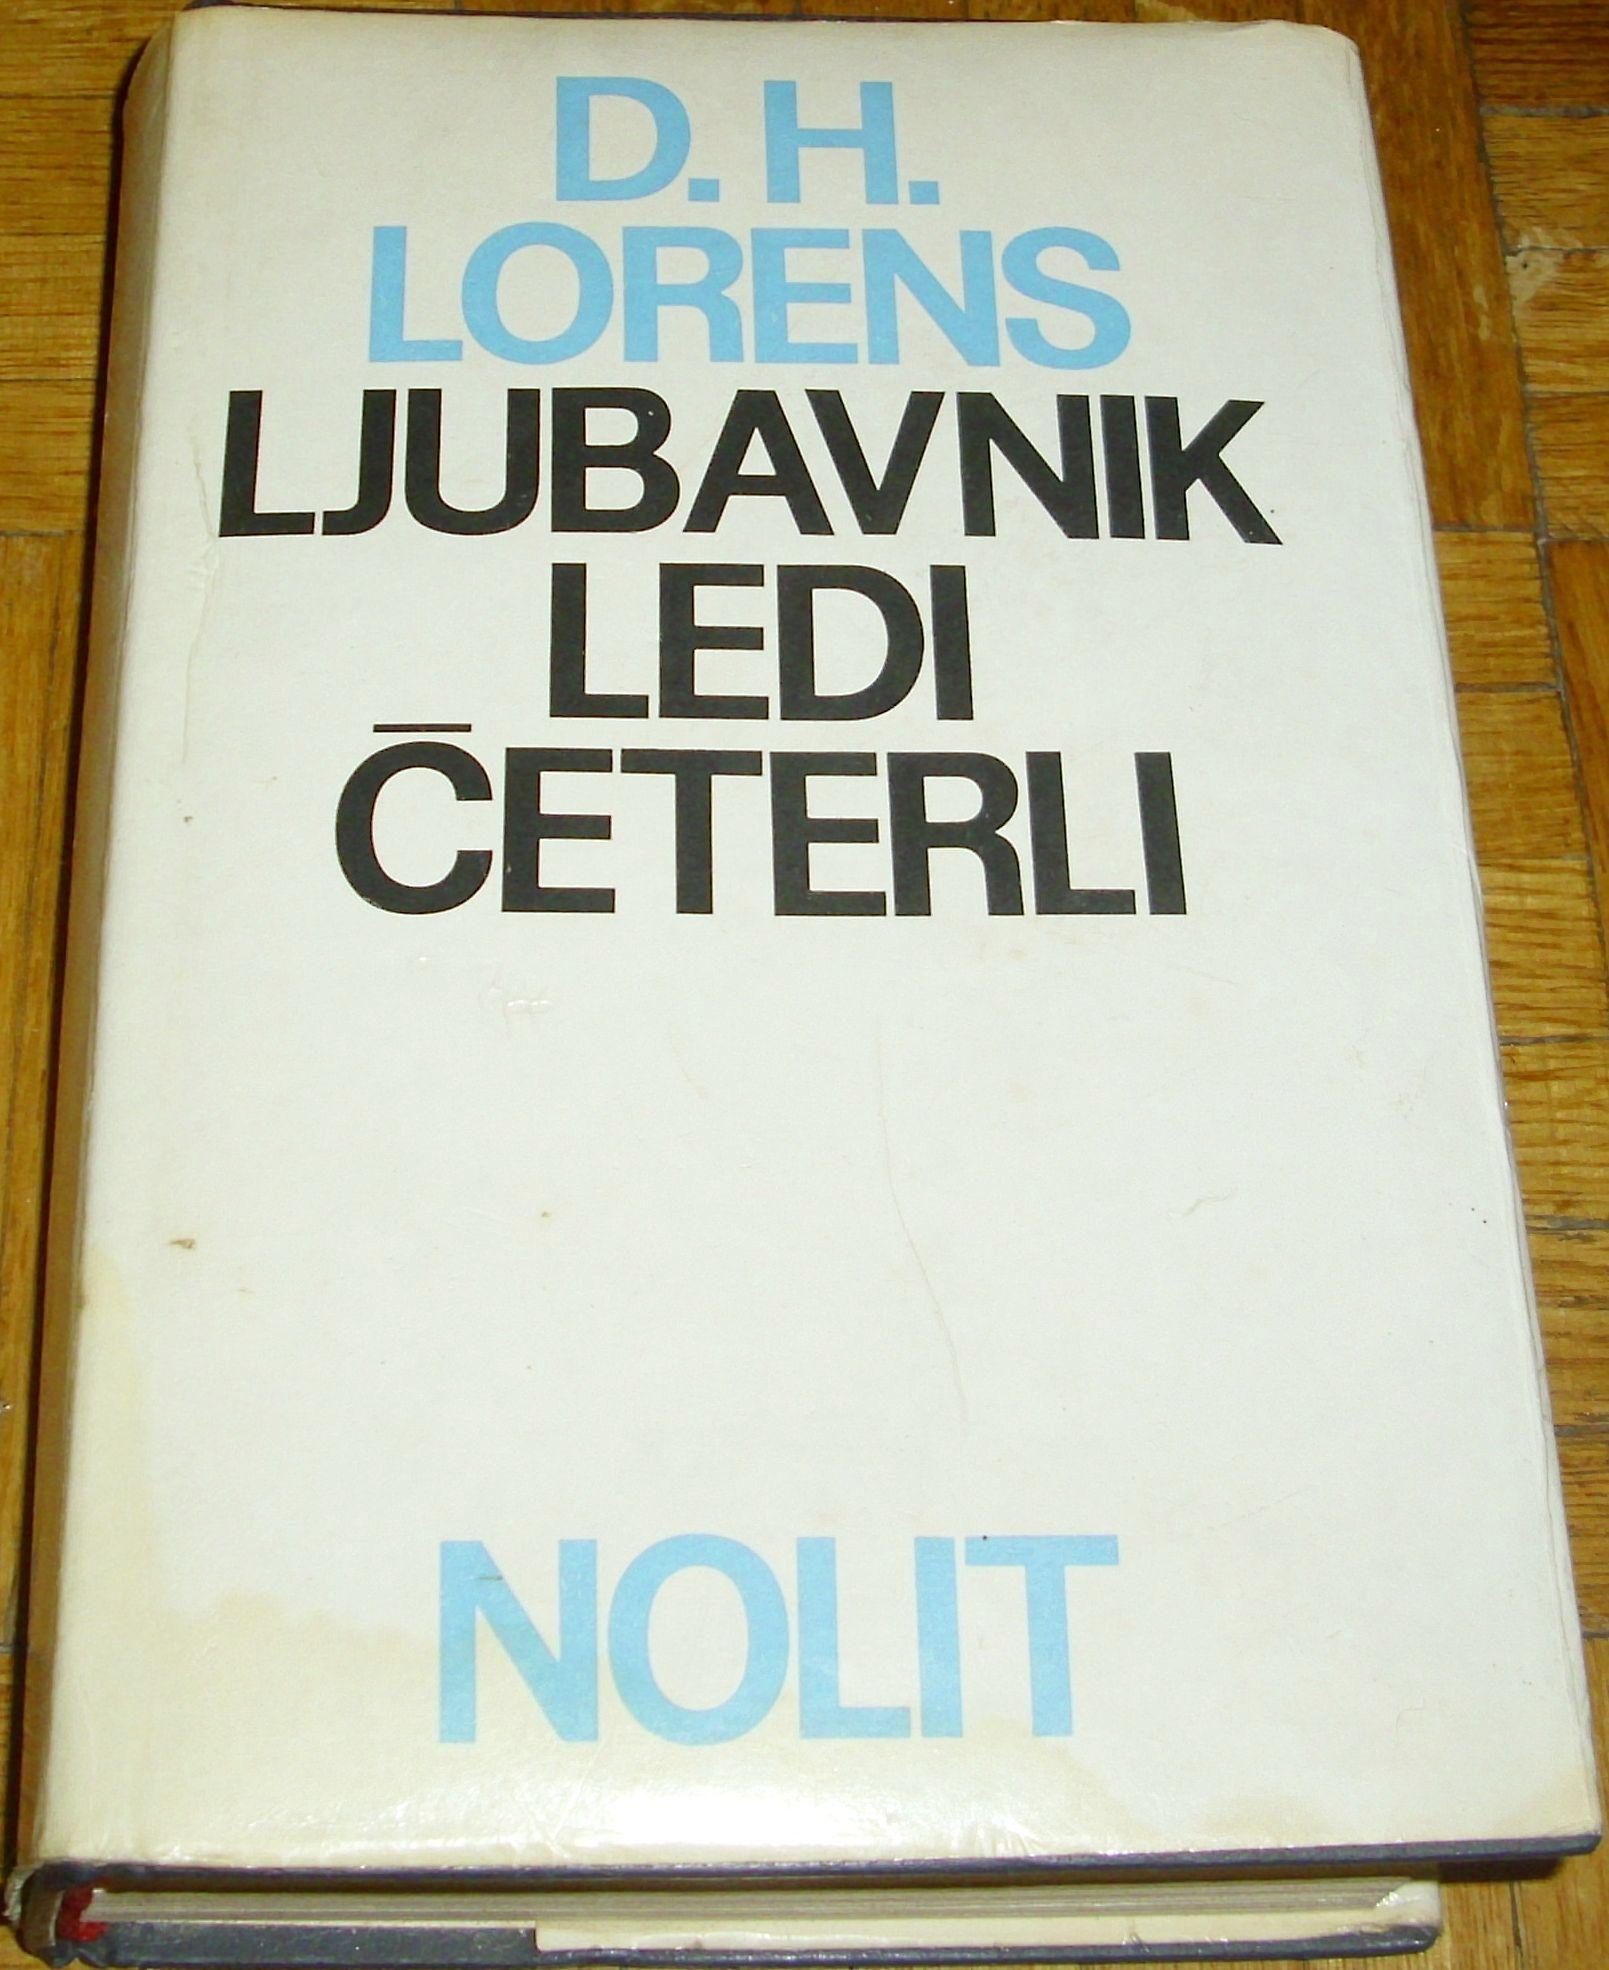 D. H.
LORENS
LJUBAVNIK
LEDI
ČETERLI
NOLIT